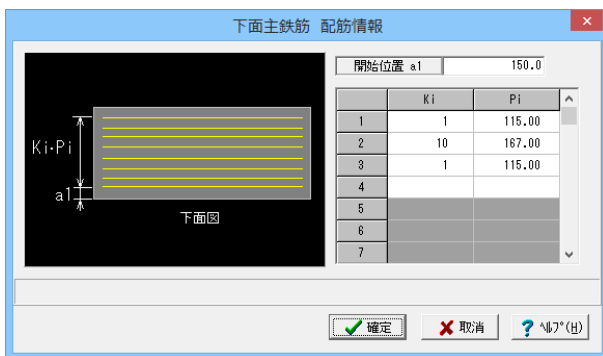 下面主鉄筋 配筋情報
開始位置 a1 150.0
Ki Pi
1 1 115.00
2 10 167.00
3 1 115.00
4
5
6
7
Ki・Pi
a1
下面図
確定 取消 ヘルプ(H)